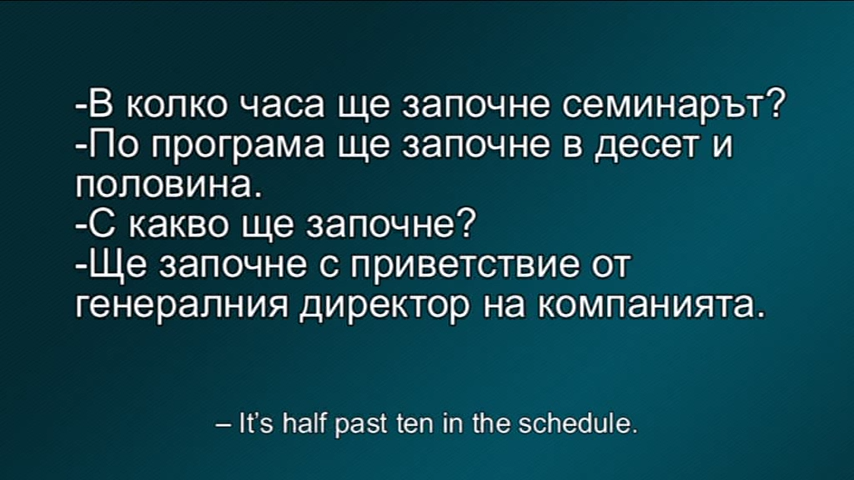 -В колко часа ще започне семинарът?
-По програма ще започне в десет и
половина.
-С какво ще започне?
-Ще започне с приветствие от
генералния директор на компанията.
– It’s half past ten in the schedule.